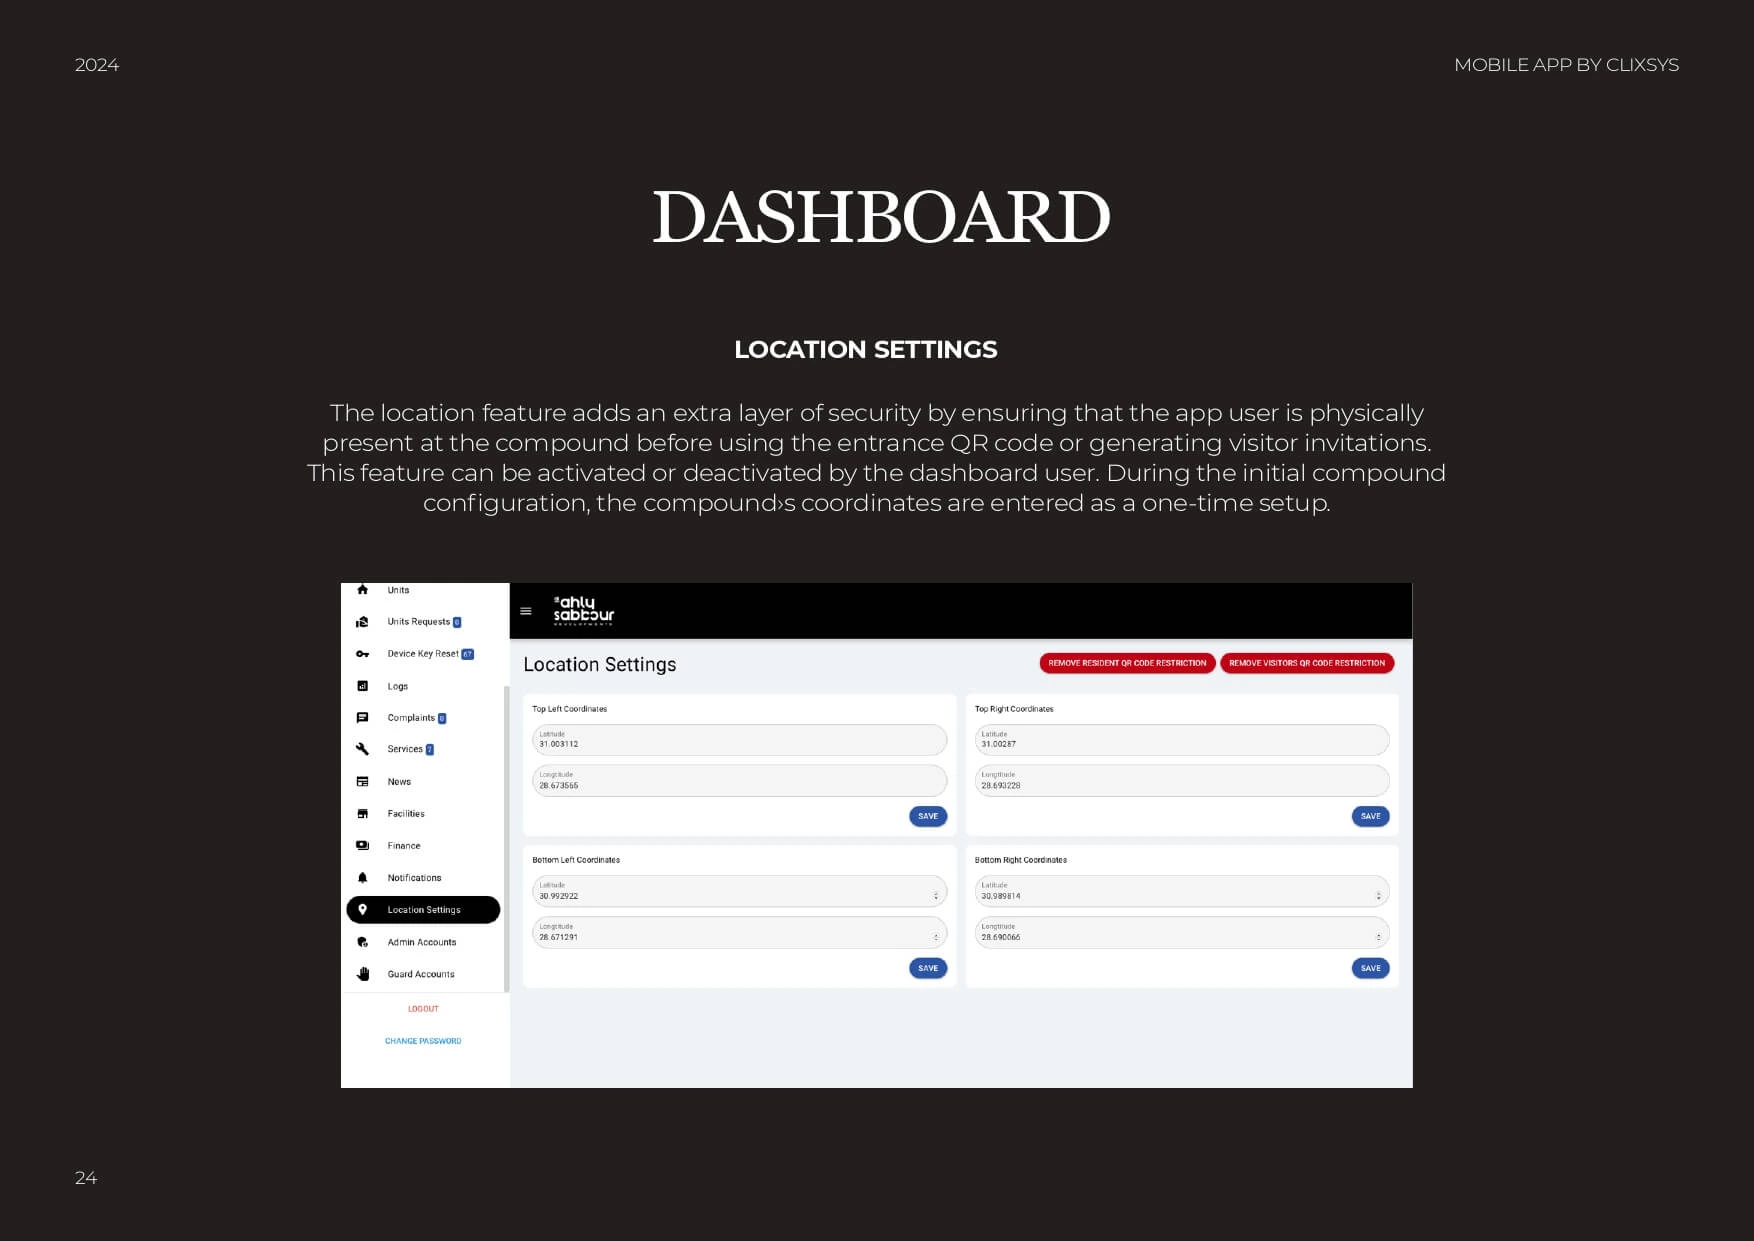 2024
MOBILE APP BY CLIXSYS
DASHBOARD
LOCATION SETTINGS
The location feature adds an extra layer of security by ensuring that the app user is physically
present at the compound before using the entrance QR code or generating visitor invitations.
This feature can be activated or deactivated by the dashboard user. During the initial compound
configuration, the compound›s coordinates are entered as a one-time setup.
Units
Units Requests 0
Device Key Reset 67
Logs
Complaints 0
Services
News
Facilities
Finance
Notifications
Location Settings
Admin Accounts
Guard Accounts
LOGOUT
CHANGE PASSWORD
ahly
sabbour
DEVELOPMENTS
Location Settings
REMOVE RESIDENT QR CODE RESTRICTION
REMOVE VISITORS QR CODE RESTRICTION
Top Left Coordinates
Latitude
31.003112
Longtitude
28.673565
SAVE
Top Right Coordinates
Latitude
31.00287
Longtitude
28.693228
SAVE
Bottom Left Coordinates
Latitude
30.992922
Longtitude
28.671291
SAVE
Bottom Right Coordinates
Latitude
30.989814
Longtitude
28.690066
SAVE
24